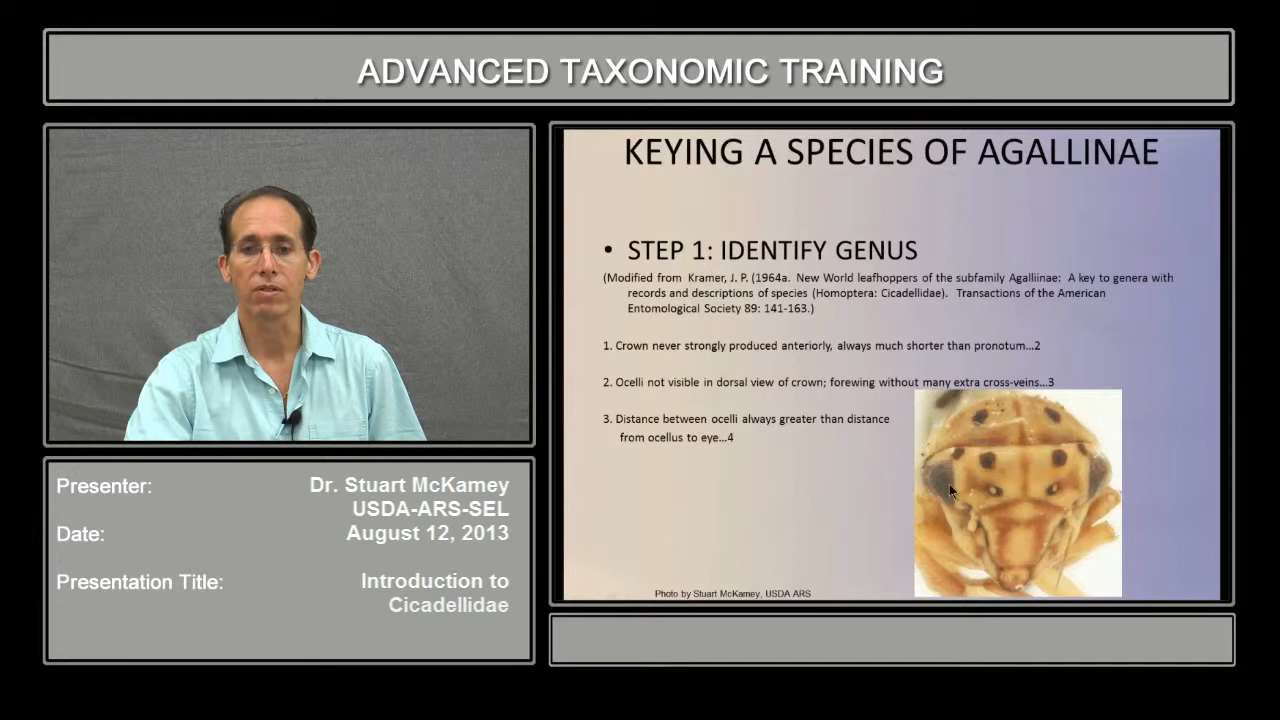 ADVANCED TAXONOMIC TRAINING
KEYING A SPECIES OF AGALLINAE
• STEP 1: IDENTIFY GENUS
(Modified from Kramer, J. P. (1964a. New World leafhoppers of the subfamily Agalliinae: A key to genera with
records and descriptions of species (Homoptera: Cicadellidae). Transactions of the American
Entomological Society 89: 141-163.)
1. Crown never strongly produced anteriorly, always much shorter than pronotum...2
2. Ocelli not visible in dorsal view of crown; forewing without many extra cross-veins...3
3. Distance between ocelli always greater than distance
from ocellus to eye...4
Photo by Stuart McKamey, USDA ARS
Presenter: Dr. Stuart McKamey
USDA-ARS-SEL
Date: August 12, 2013
Presentation Title: Introduction to
Cicadellidae